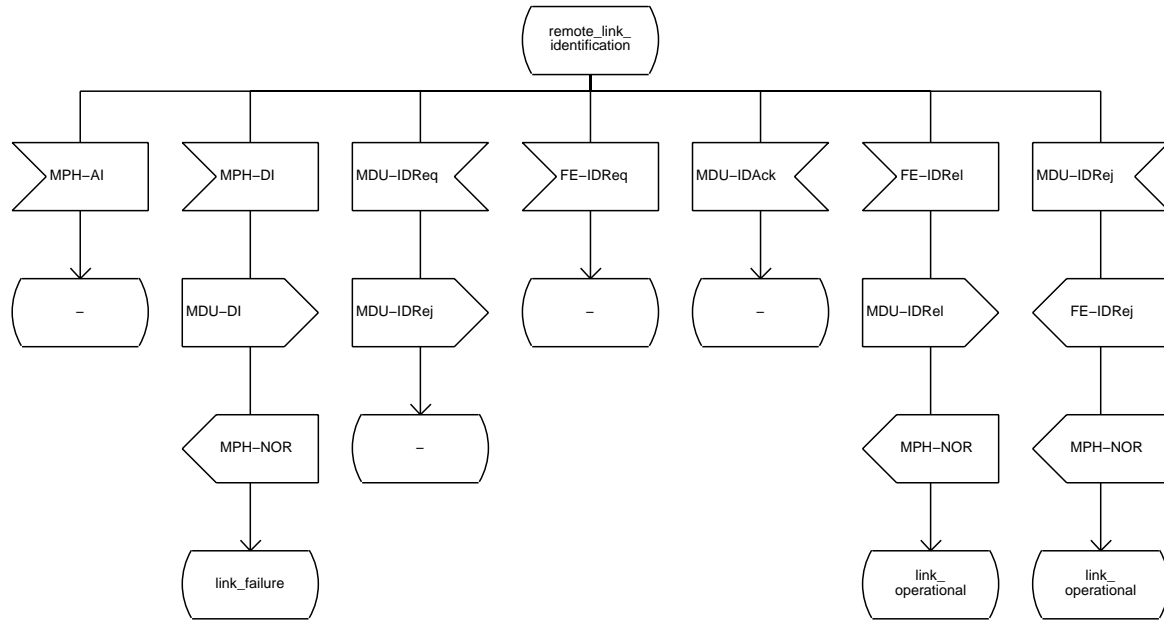 remote_link_
identification
MPH−AI
MPH−DI
MDU−IDReq
FE−IDReq
MDU−IDAck
FE−IDRel
MDU−IDRej
−
MDU−DI
MDU−IDRej
−
−
MDU−IDRel
FE−IDRej
MPH−NOR
−
MPH−NOR
MPH−NOR
link_failure
link_
operational
link_
operational